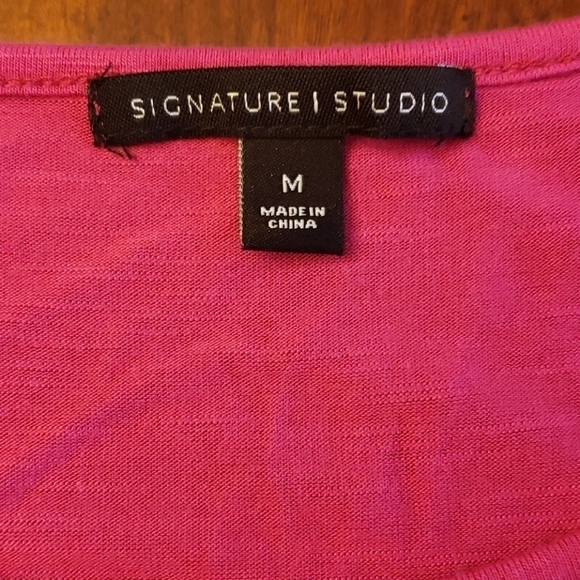 SIGNATURE | STUDIO
M
MADE IN
CHINA